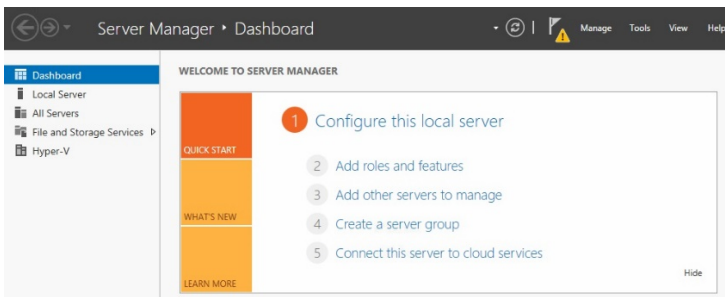 Server Manager ‣ Dashboard
Manage Tools View Help
Dashboard
Local Server
All Servers
File and Storage Services
Hyper-V
WELCOME TO SERVER MANAGER
QUICK START
WHAT'S NEW
LEARN MORE
1 Configure this local server
2 Add roles and features
3 Add other servers to manage
4 Create a server group
5 Connect this server to cloud services
Hide